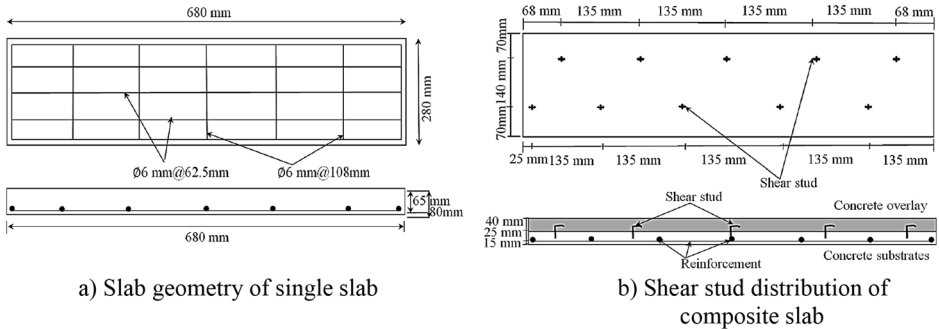 680 mm
280 mm
Ø6 mm@62.5mm
Ø6 mm@108mm
65 mm
80mm
680 mm
a) Slab geometry of single slab
68 mm
135 mm
135 mm
135 mm
135 mm
68 mm
70mm
140 mm
70mm
25 mm
135 mm
135 mm
135 mm
135 mm
135 mm
Shear stud
Shear stud
Concrete overlay
40 mm
25 mm
15 mm
Reinforcement
Concrete substrates
b) Shear stud distribution of
composite slab